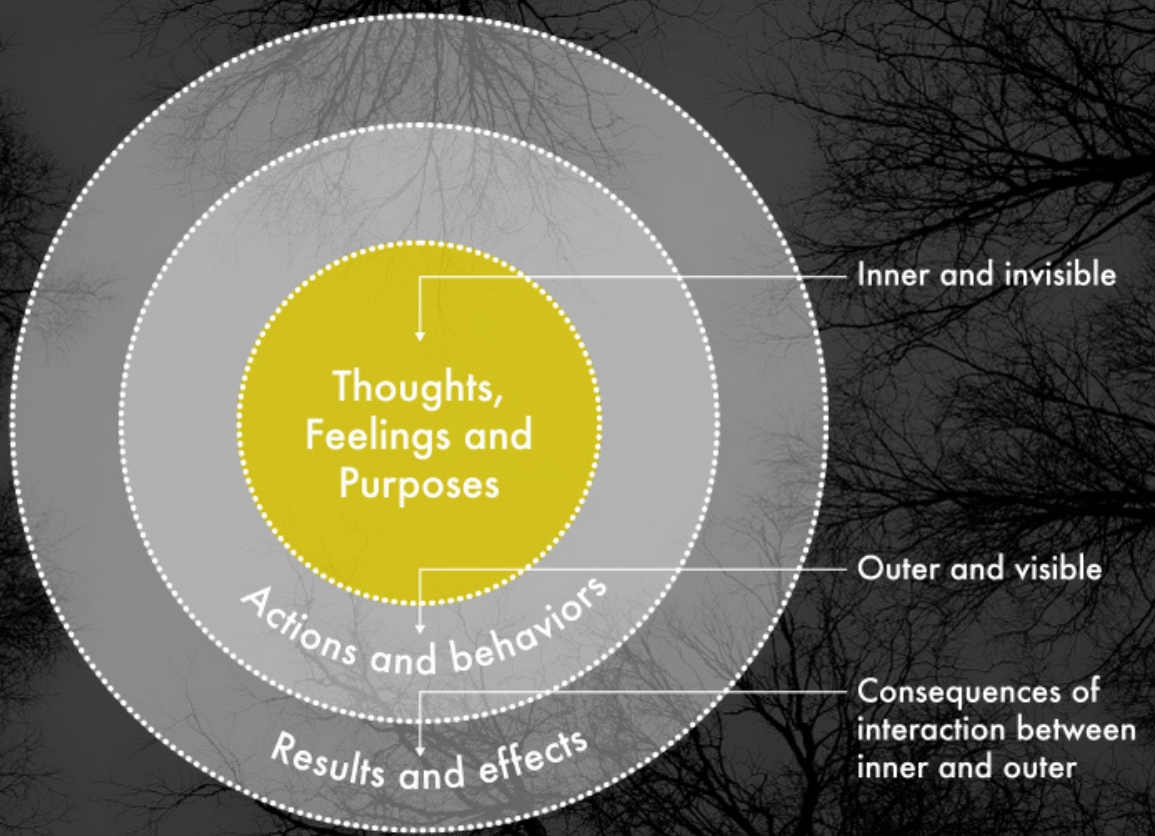 Inner and invisible
Thoughts,
Feelings and
Purposes
Outer and visible
Actions and behaviors
Consequences of
interaction between
inner and outer
Results and effects